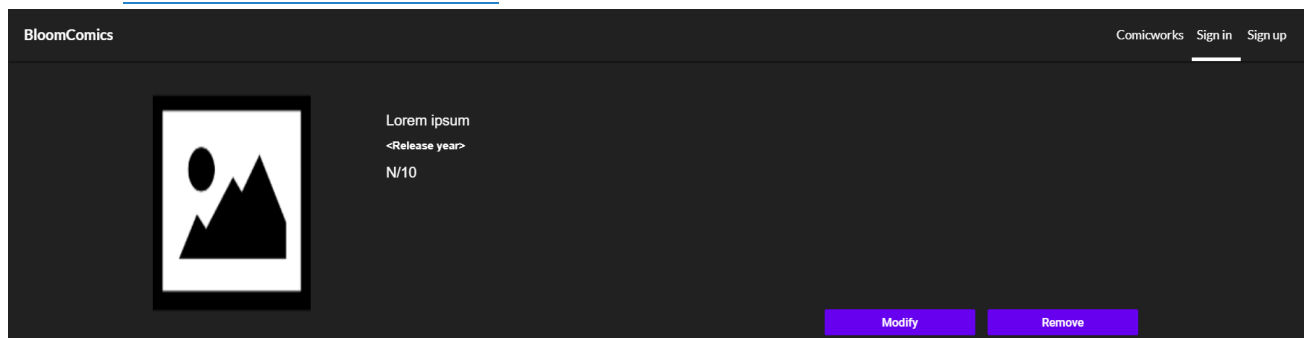 BloomComics Comicworks Sign in Sign up
Lorem ipsum
<Release year>
N/10
Modify Remove